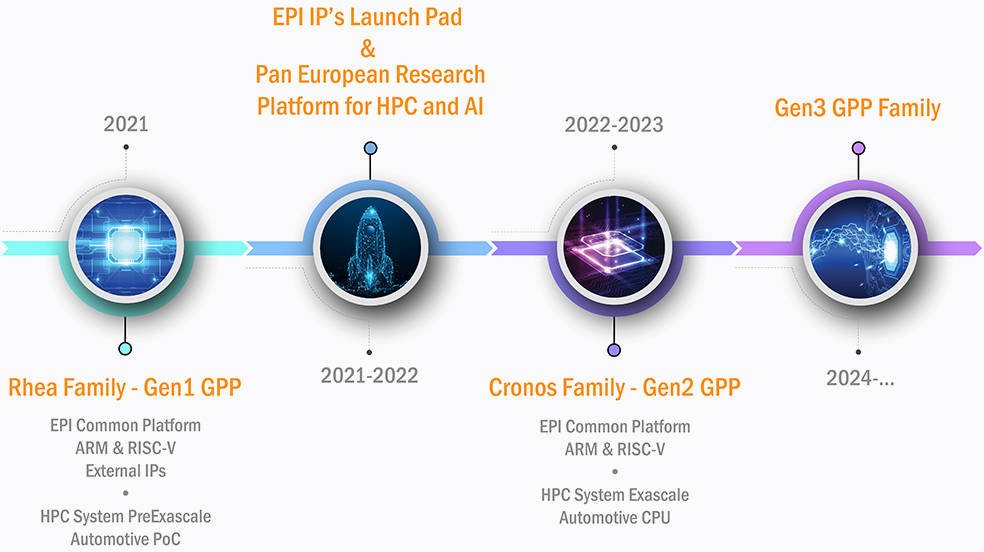 2021
Rhea Family - Gen1 GPP
EPI Common Platform
ARM & RISC-V
External IPs
•
HPC System PreExascale
Automotive PoC
EPI IP's Launch Pad
&
Pan European Research
Platform for HPC and AI
2021-2022
2022-2023
Cronos Family - Gen2 GPP
EPI Common Platform
ARM & RISC-V
•
HPC System Exascale
Automotive CPU
Gen3 GPP Family
2024-...